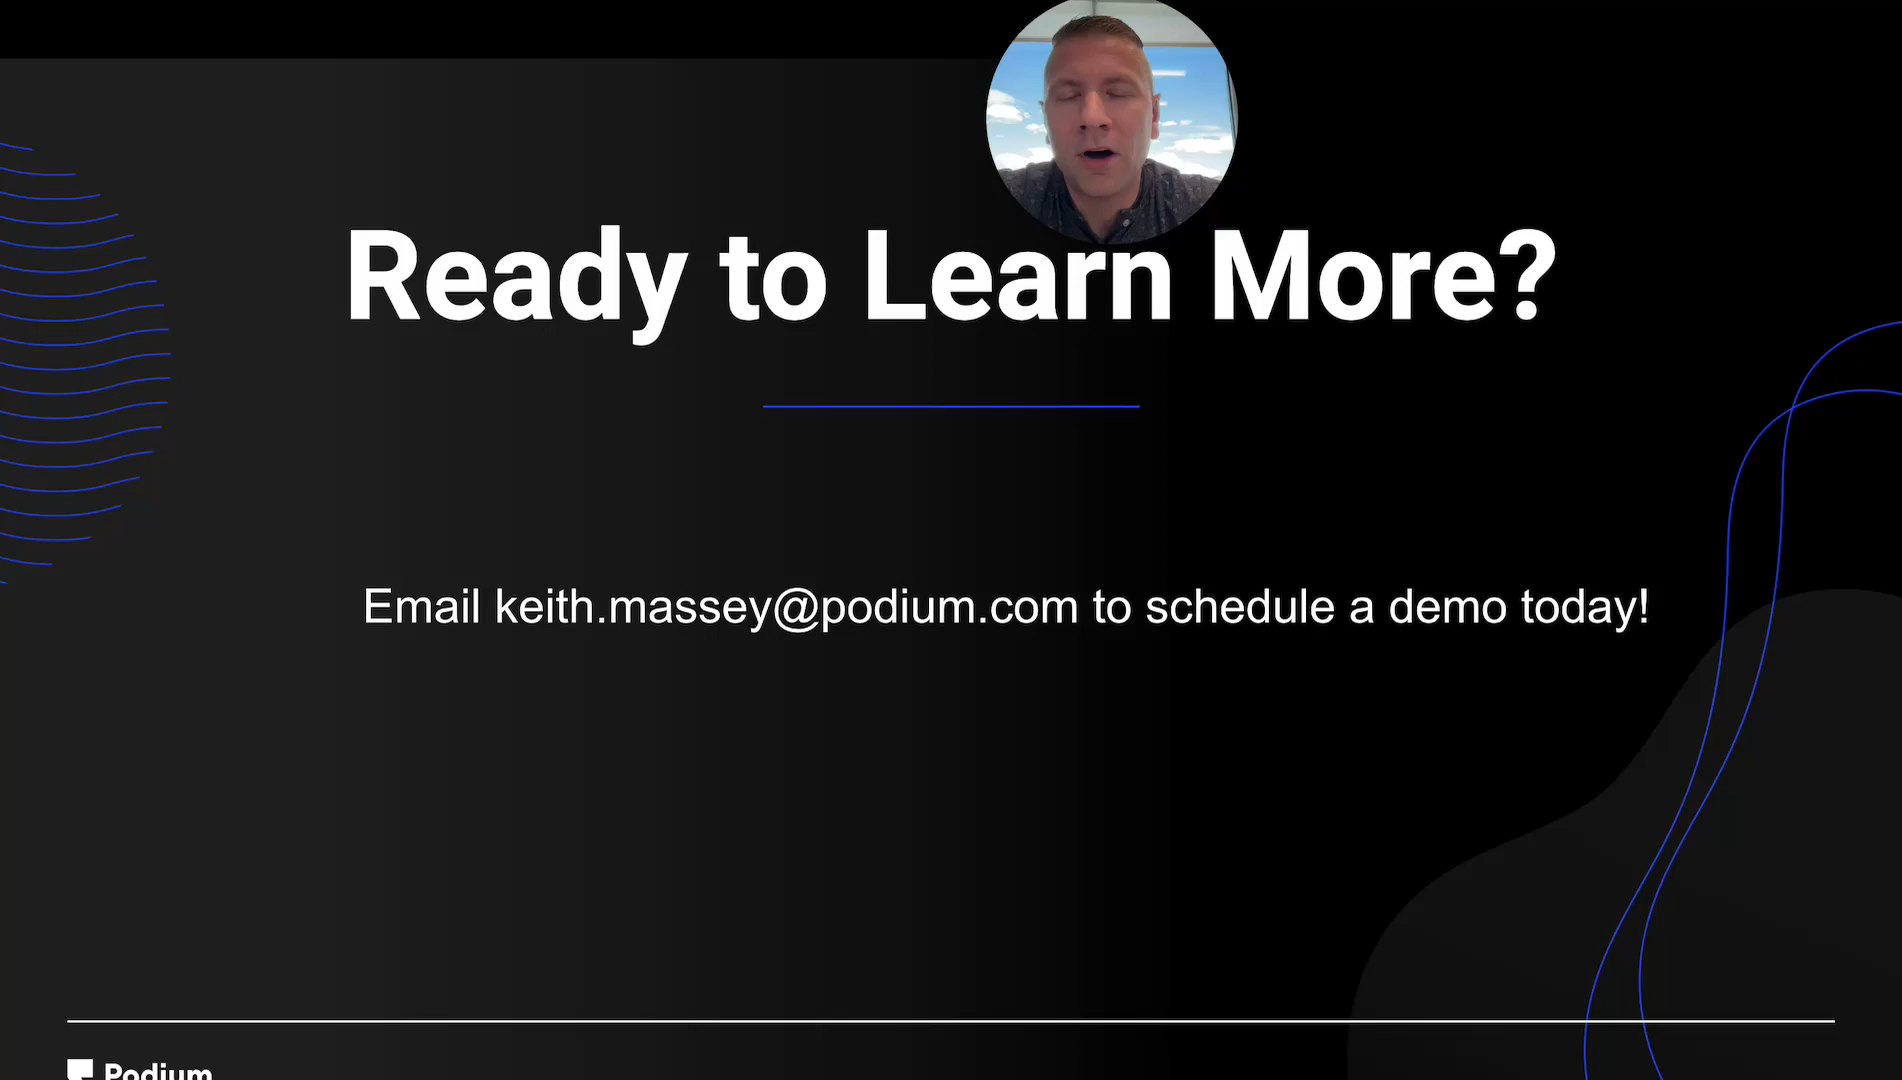 Ready to Learn More?
Email keith.massey@podium.com to schedule a demo today!
Podium